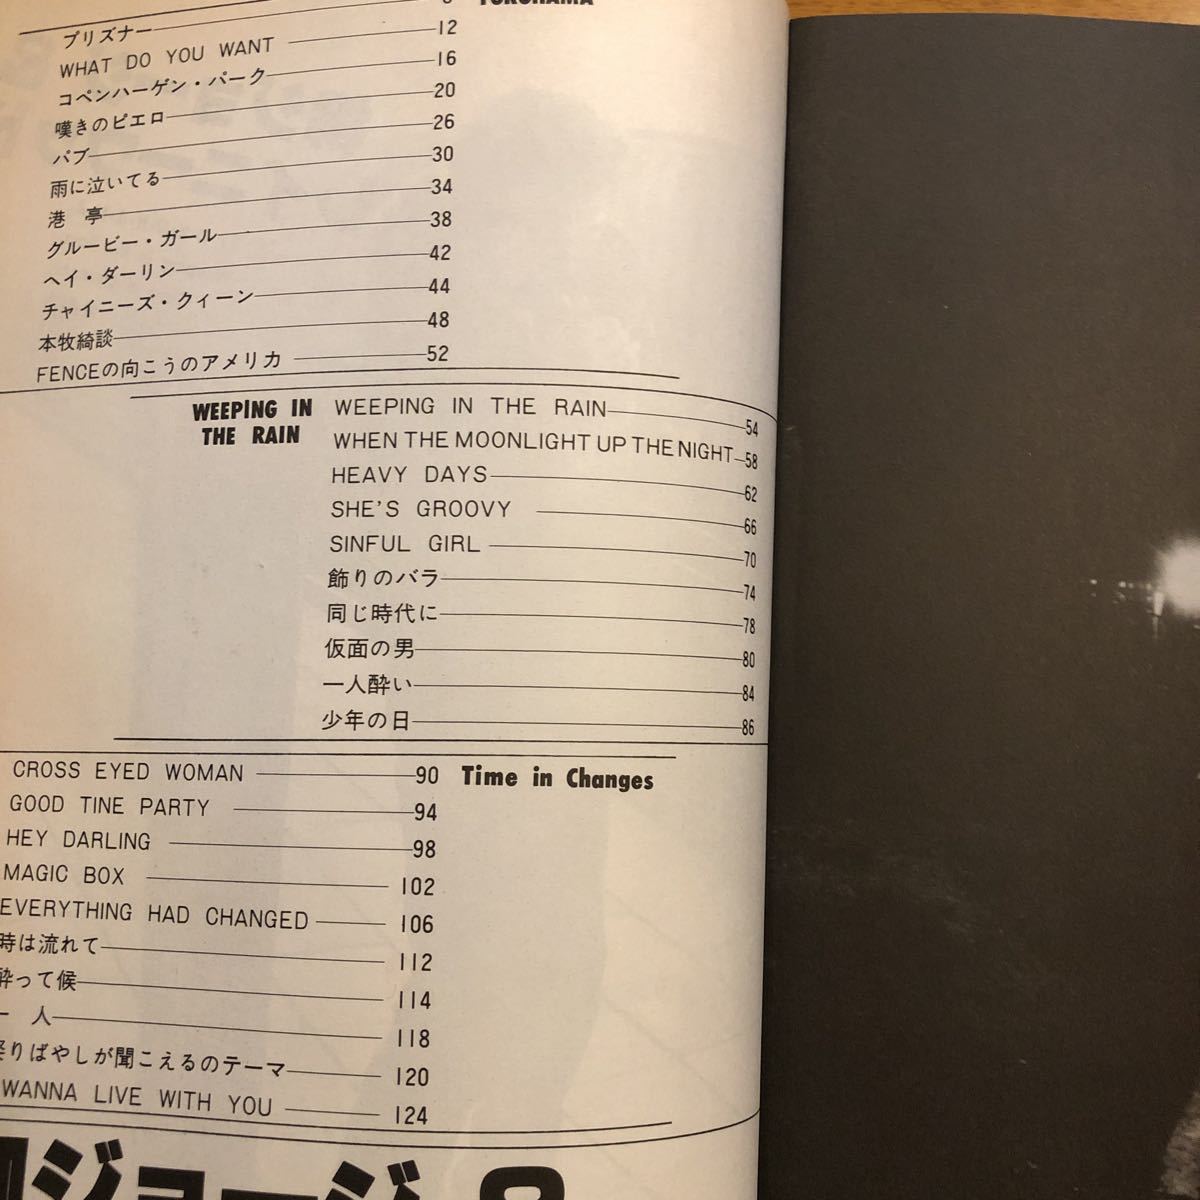 プリズナー
WHAT DO YOU WANT 12
コペンハーゲン・パーク 16
嘆きのピエロ 20
パブ 26
雨に泣いてる 30
港 亭 34
グルービー・ガール 38
ヘイ・ダーリン 42
チャイニーズ・クィーン 44
本牧綺談 48
FENCEの向こうのアメリカ 52
YOKOHAMA
WEEPING IN
THE RAIN
WEEPING IN THE RAIN 54
WHEN THE MOONLIGHT UP THE NIGHT 58
HEAVY DAYS 62
SHE'S GROOVY 66
SINFUL GIRL 70
飾りのバラ 74
同じ時代に 78
仮面の男 80
一人酔い 84
少年の日 86
Time in Changes
CROSS EYED WOMAN 90
GOOD TINE PARTY 94
HEY DARLING 98
MAGIC BOX 102
EVERYTHING HAD CHANGED 106
時は流れて 112
酔って候 114
一 人 118
祭りばやしが聞こえるのテーマ 120
WANNA LIVE WITH YOU 124
ジョージ